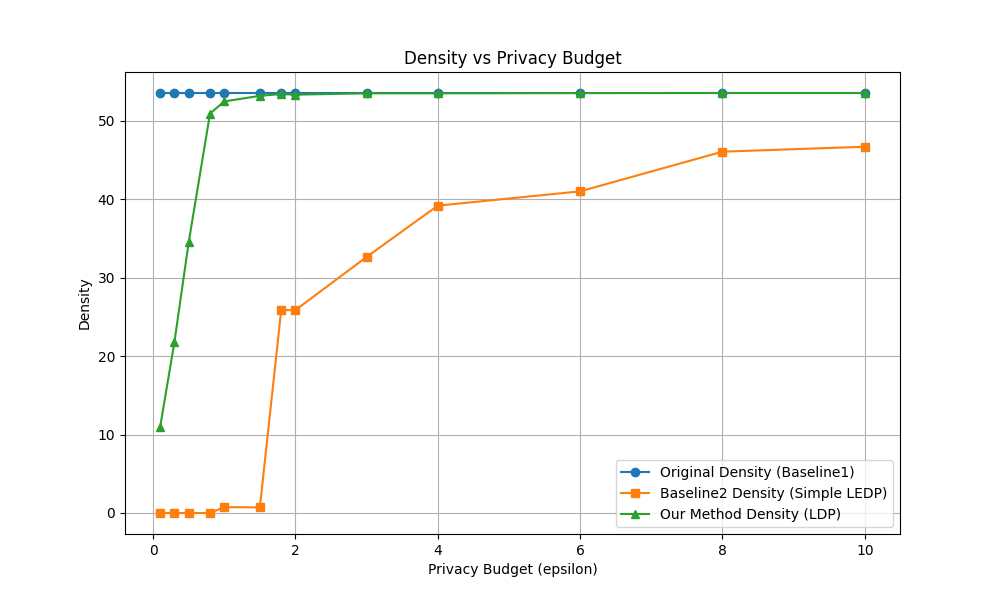 Density vs Privacy Budget
Density
50
40
30
20
10
0
0 2 4 6 8 10
Privacy Budget (epsilon)
Original Density (Baseline1)
Baseline2 Density (Simple LEDP)
Our Method Density (LDP)